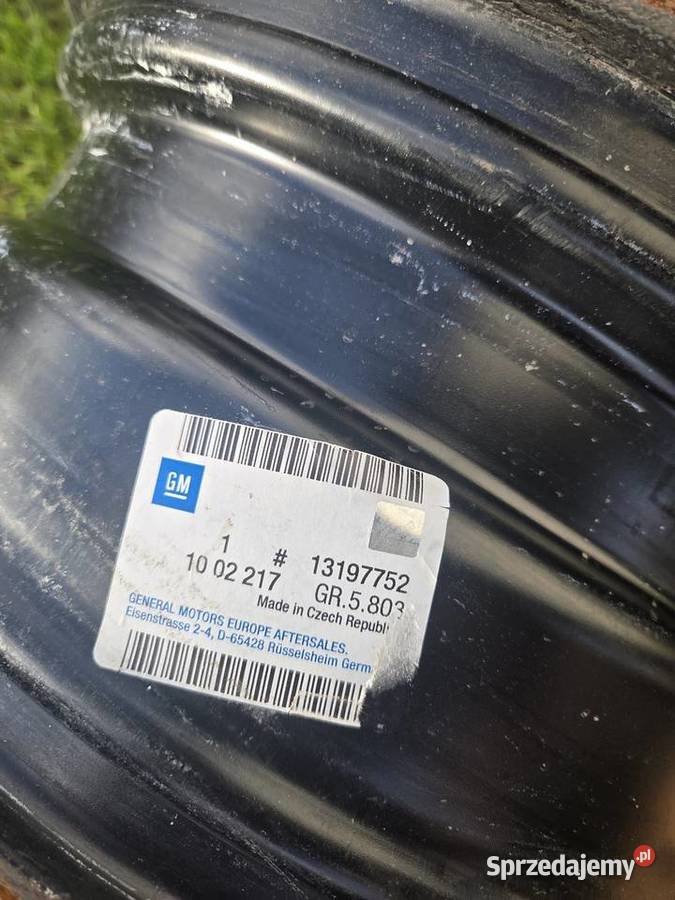 GM
1 # 13197752
10 02 217 GR.5.803
Made in Czech Republ
GENERAL MOTORS EUROPE AFTERSALES.
Eisenstrasse 2-4, D-65428 Rüsselsheim Germ
Sprzedajemy.pl